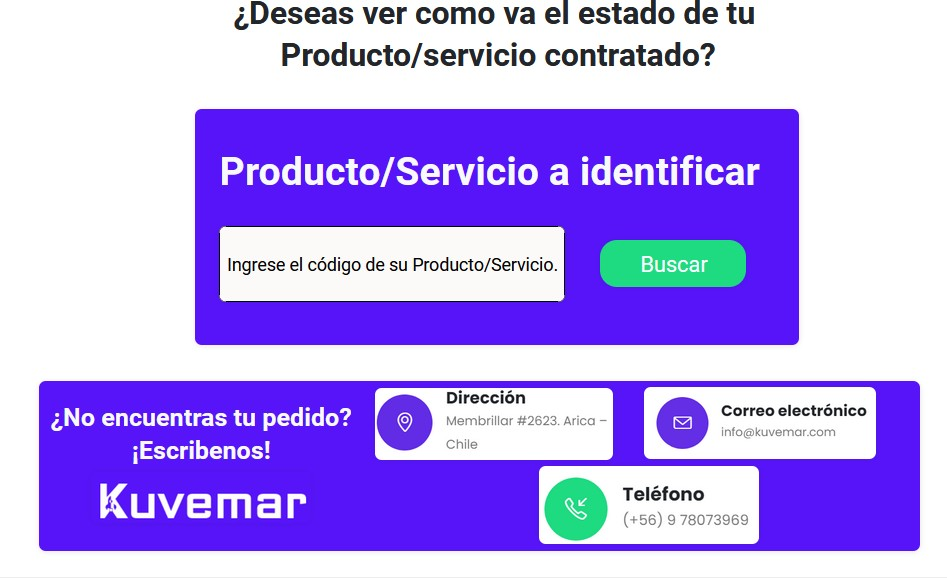 ¿Deseas ver como va el estado de tu
Producto/servicio contratado?
Producto/Servicio a identificar
Ingrese el código de su Producto/Servicio.
Buscar
¿No encuentras tu pedido?
¡Escribenos!
Kuvemar
Dirección
Membrillar #2623. Arica –
Chile
Correo electrónico
info@kuvemar.com
Teléfono
(+56) 9 78073969